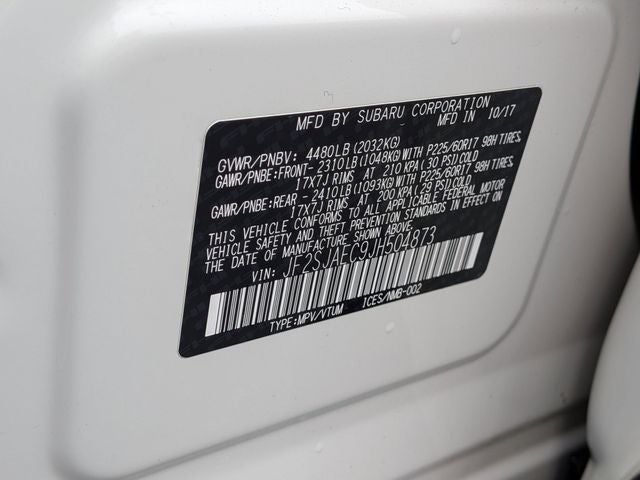 MFD BY SUBARU CORPORATION
MFD IN 10/17
GVWR/PNBV: 4480LB (2032KG)
GAWR/PNBE:FRONT- 2310LB (1048KG) WITH P225/60R17 98H TIRES,
17X7J RIMS AT 210 KPA (30 PSI) COLD
GAWR/PNBE:REAR - 2410LB (1093KG) WITH P225/60R17 98H TIRES,
17X7J RIMS AT 200 KPA (29 PSI) COLD
THIS VEHICLE CONFORMS TO ALL APPLICABLE FEDERAL MOTOR
VEHICLE SAFETY AND THEFT PREVENTION STANDARDS IN EFFECT ON
THE DATE OF MANUFACTURE SHOWN ABOVE.
VIN: JF2SJAEC9JH504873
TYPE:MPV/VTUM ICES/NMB-002